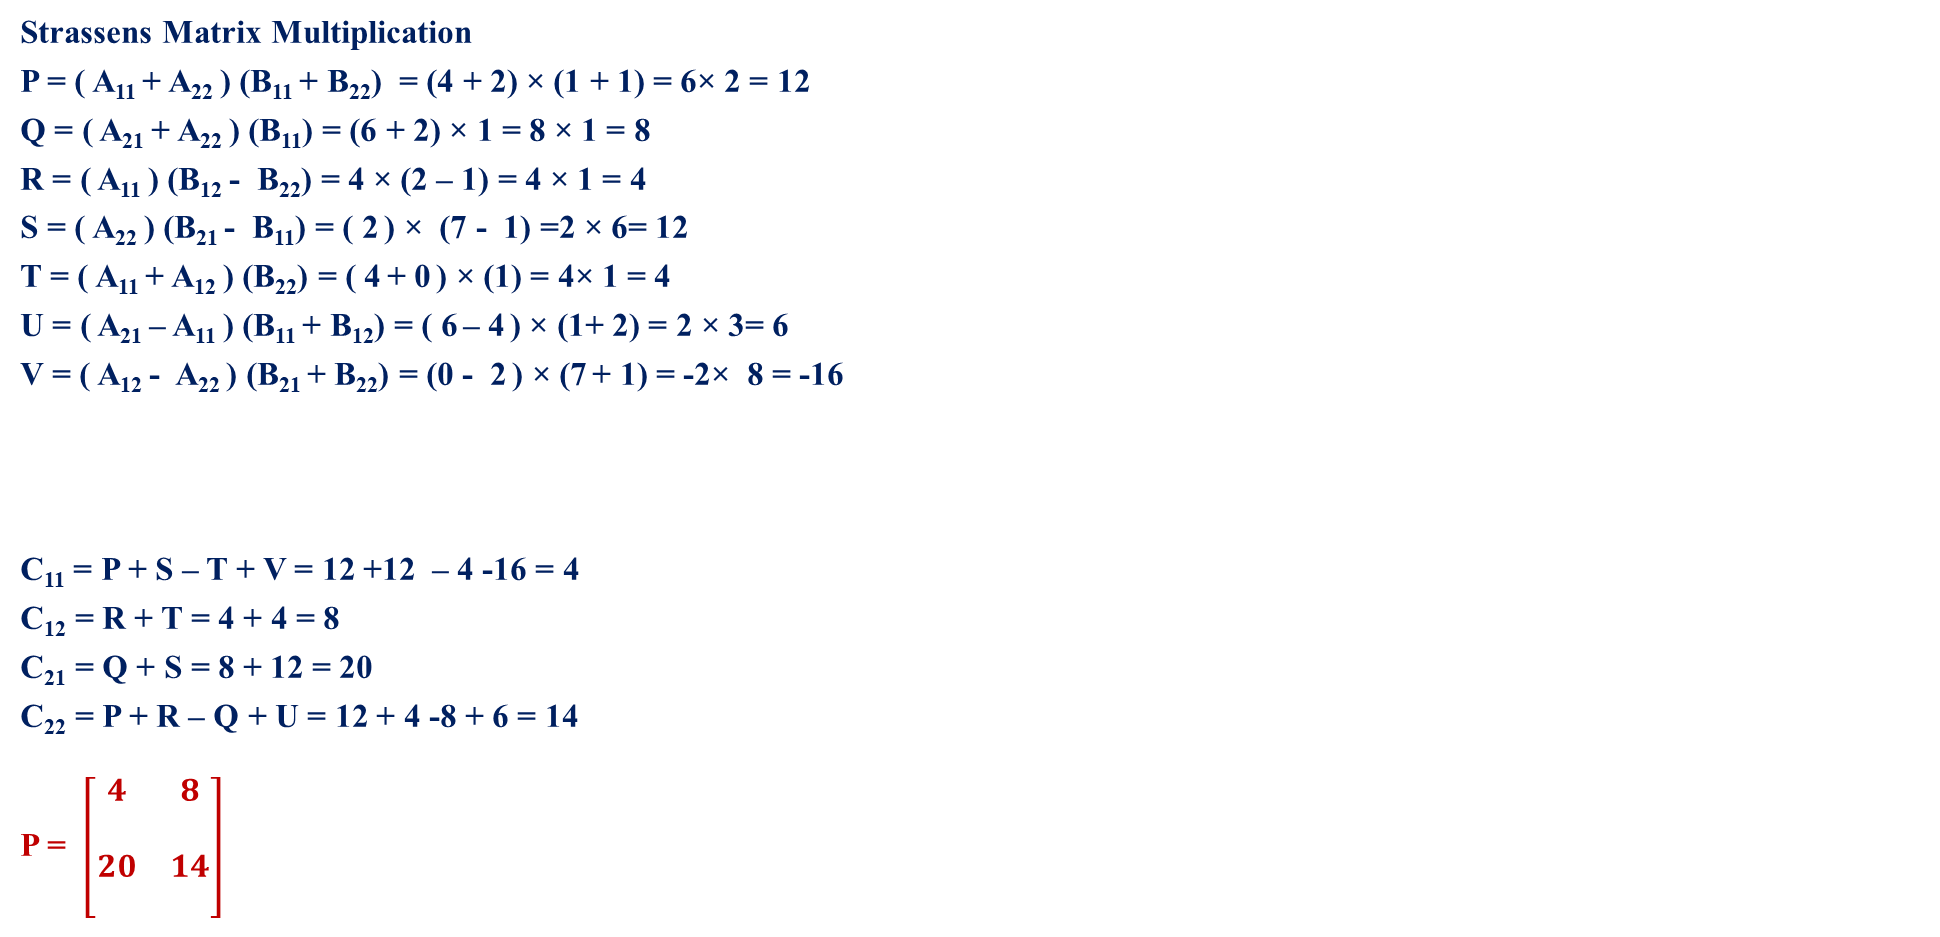 Strassens Matrix Multiplication
P = ( A₁₁ + A₂₂ ) (B₁₁ + B₂₂)  = (4 + 2) × (1 + 1) = 6× 2 = 12
Q = ( A₂₁ + A₂₂ ) (B₁₁) = (6 + 2) × 1 = 8 × 1 = 8
R = ( A₁₁ ) (B₁₂ -  B₂₂) = 4 × (2 – 1) = 4 × 1 = 4
S = ( A₂₂ ) (B₂₁ -  B₁₁) = ( 2 ) ×  (7 -  1) =2 × 6= 12
T = ( A₁₁ + A₁₂ ) (B₂₂) = ( 4 + 0 ) × (1) = 4× 1 = 4
U = ( A₂₁ – A₁₁ ) (B₁₁ + B₁₂) = ( 6 – 4 ) × (1+ 2) = 2 × 3= 6
V = ( A₁₂ -  A₂₂ ) (B₂₁ + B₂₂) = (0 -  2 ) × (7 + 1) = -2×  8 = -16
C₁₁ = P + S – T + V = 12 +12  – 4 -16 = 4
C₁₂ = R + T = 4 + 4 = 8
C₂₁ = Q + S = 8 + 12 = 20
C₂₂ = P + R – Q + U = 12 + 4 -8 + 6 = 14
4 8
P =
20 14